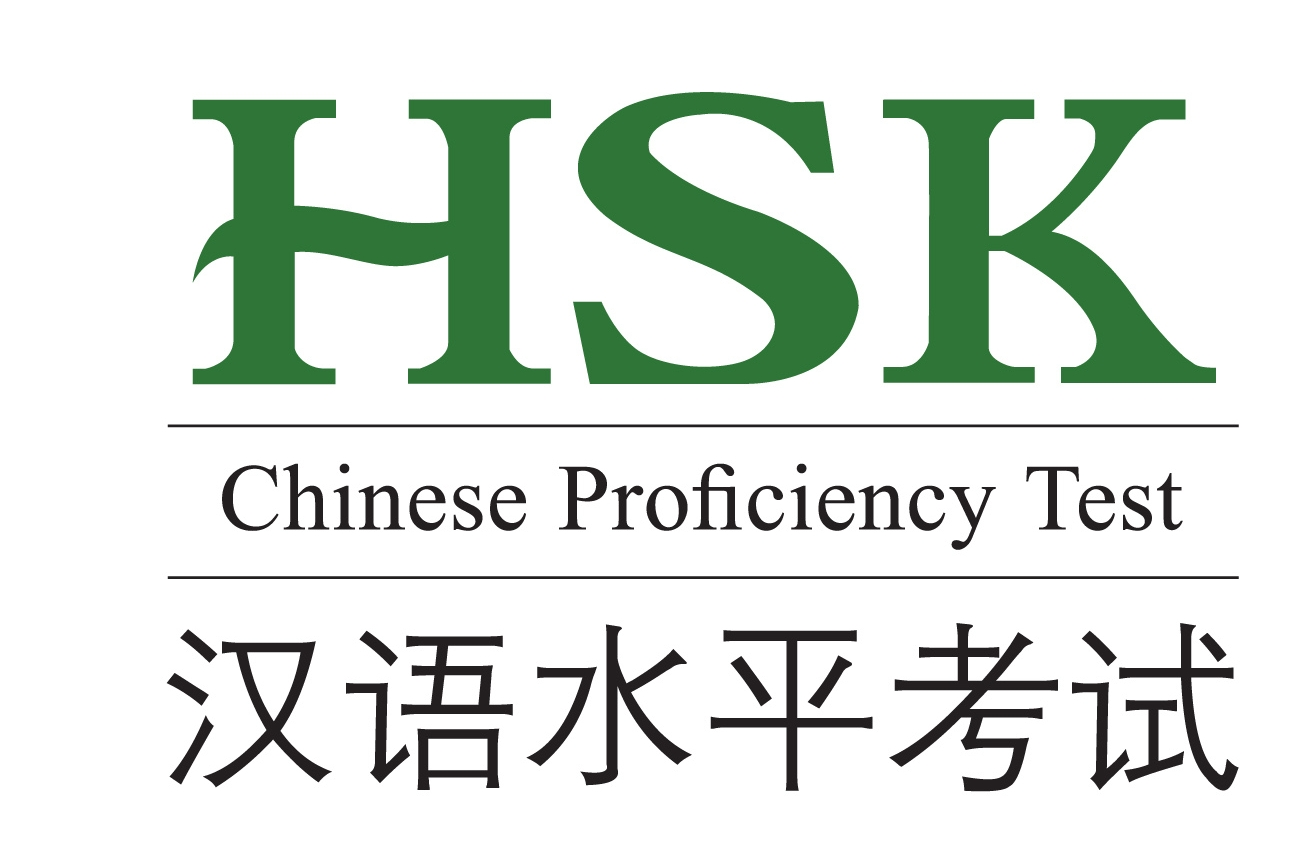 HSK
Chinese Proficiency Test
汉语水平考试